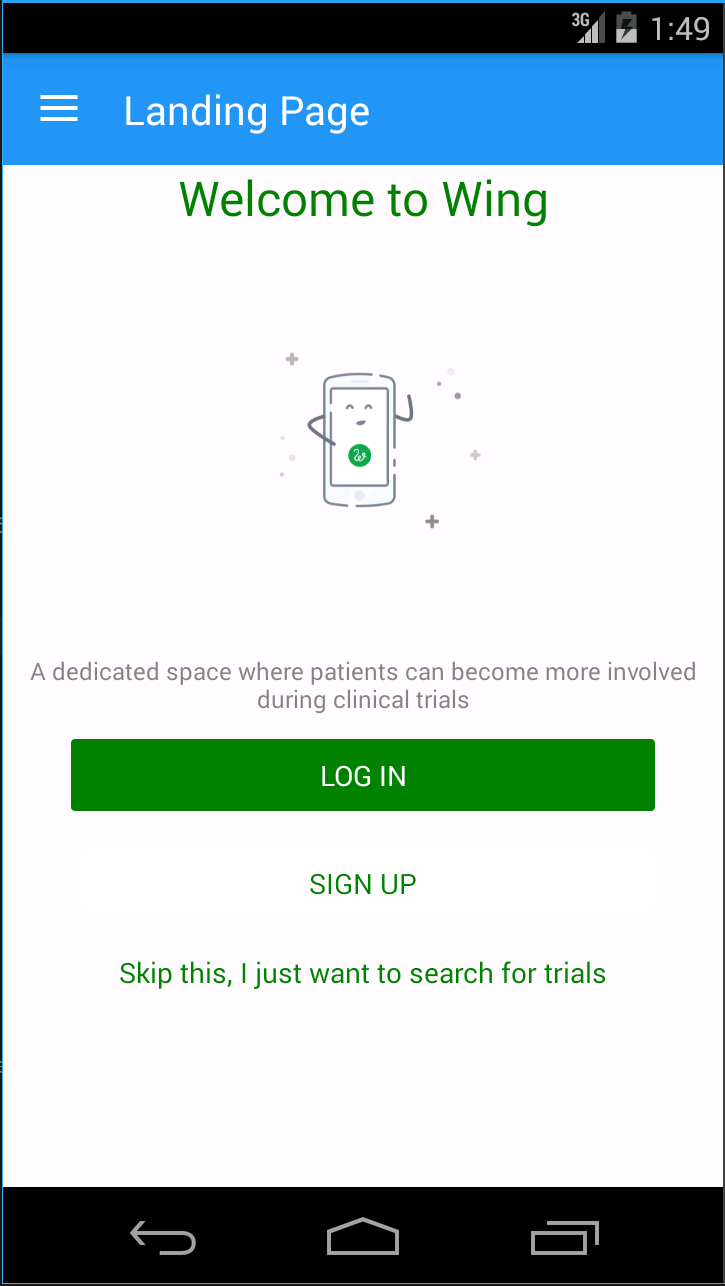 3G 1:49
Landing Page
Welcome to Wing
A dedicated space where patients can become more involved
during clinical trials
LOG IN
SIGN UP
Skip this, I just want to search for trials